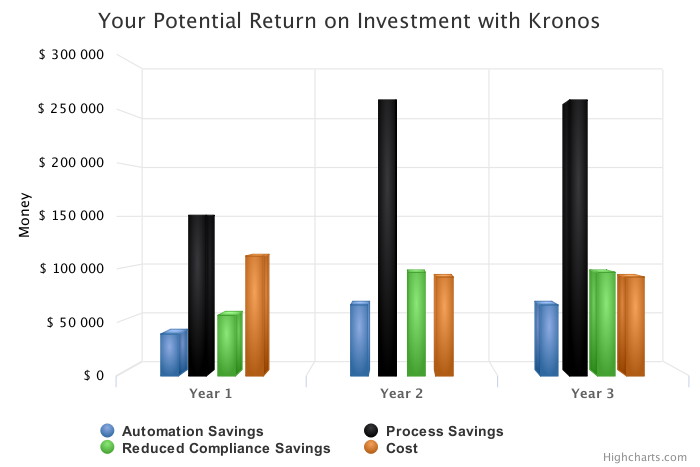 Your Potential Return on Investment with Kronos
$ 300 000
$ 250 000
$ 200 000
$ 150 000
$ 100 000
$ 50 000
$ 0
Money
Year 1
Year 2
Year 3
Automation Savings
Process Savings
Reduced Compliance Savings
Cost
Highcharts.com